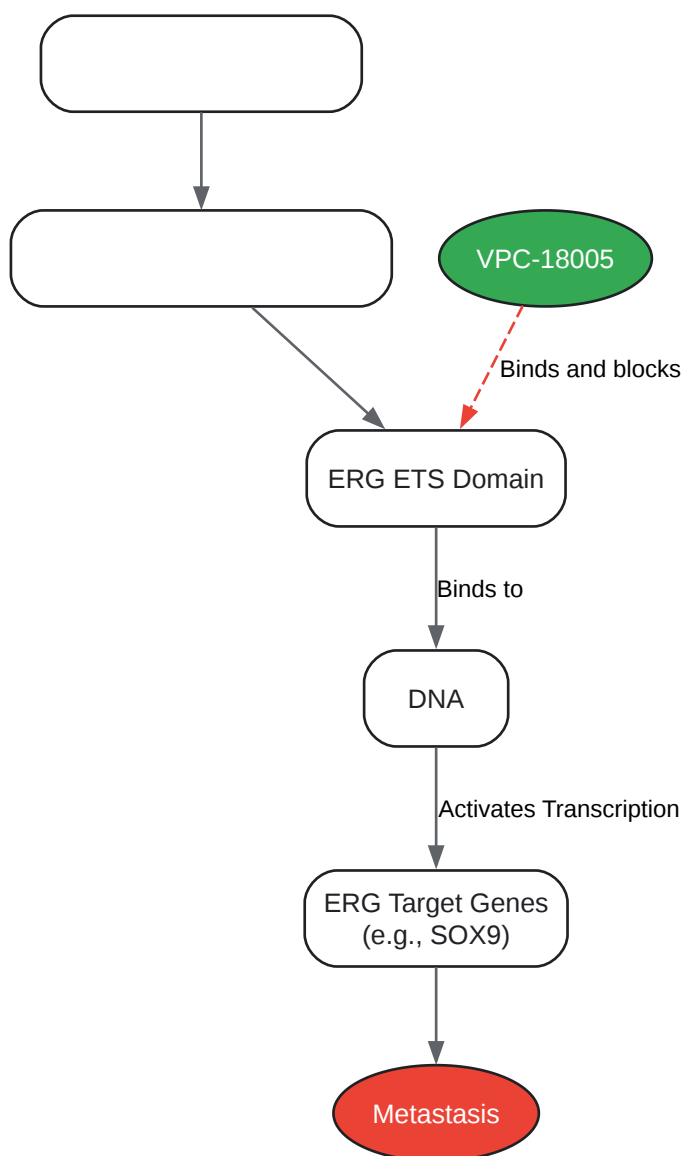 VPC-18005
Binds and blocks
ERG ETS Domain
Binds to
DNA
Activates Transcription
ERG Target Genes
(e.g., SOX9)
Metastasis